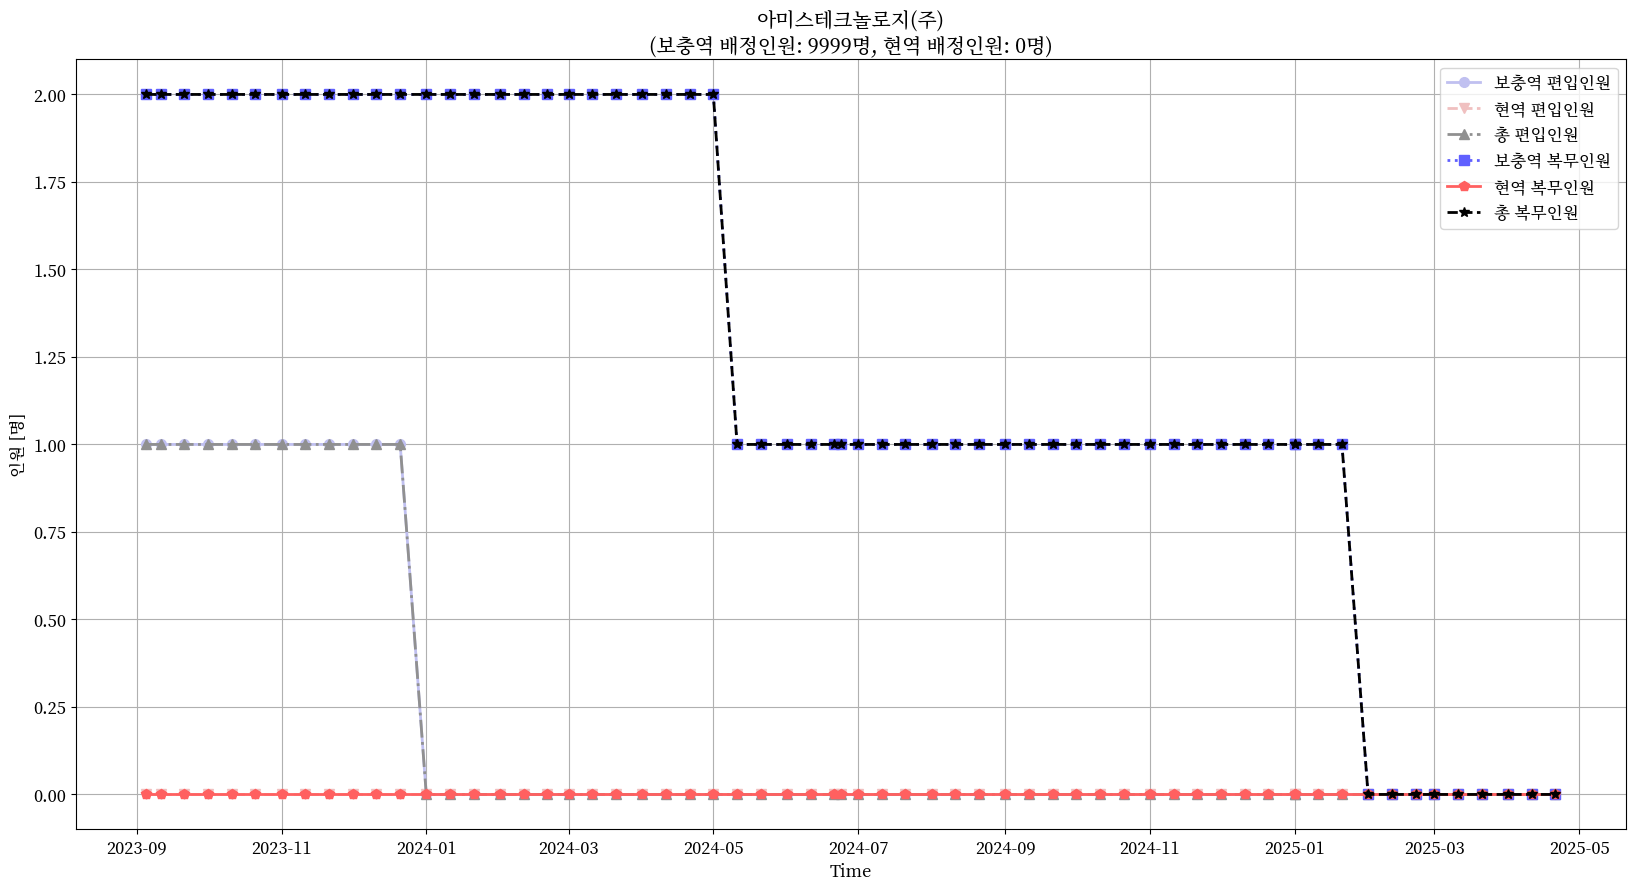 아미스테크놀로지(주)
(보충역 배정인원: 9999명, 현역 배정인원: 0명)
보충역 편입인원
현역 편입인원
총 편입인원
보충역 복무인원
현역 복무인원
총 복무인원
인원 [명]
2.00
1.75
1.50
1.25
1.00
0.75
0.50
0.25
0.00
2023-09
2023-11
2024-01
2024-03
2024-05
2024-07
2024-09
2024-11
2025-01
2025-03
2025-05
Time